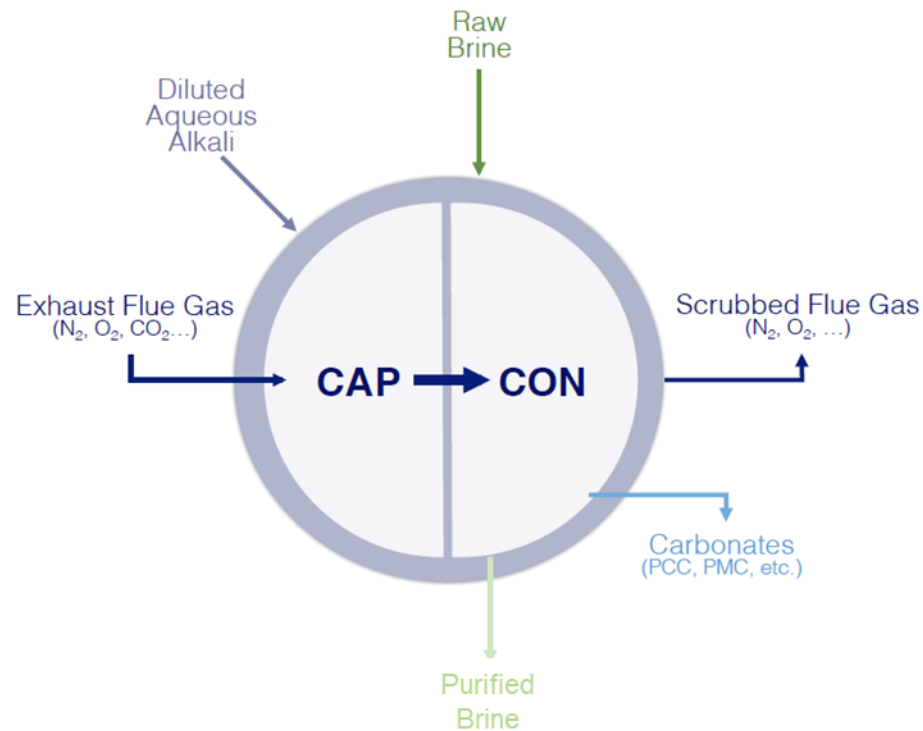 Raw
Brine
Diluted
Aqueous
Alkali
Exhaust Flue Gas
(N₂, O₂, CO₂...)
Scrubbed Flue Gas
(N₂, O₂, ...)
CAP
CON
Carbonates
(PCC, PMC, etc.)
Purified
Brine